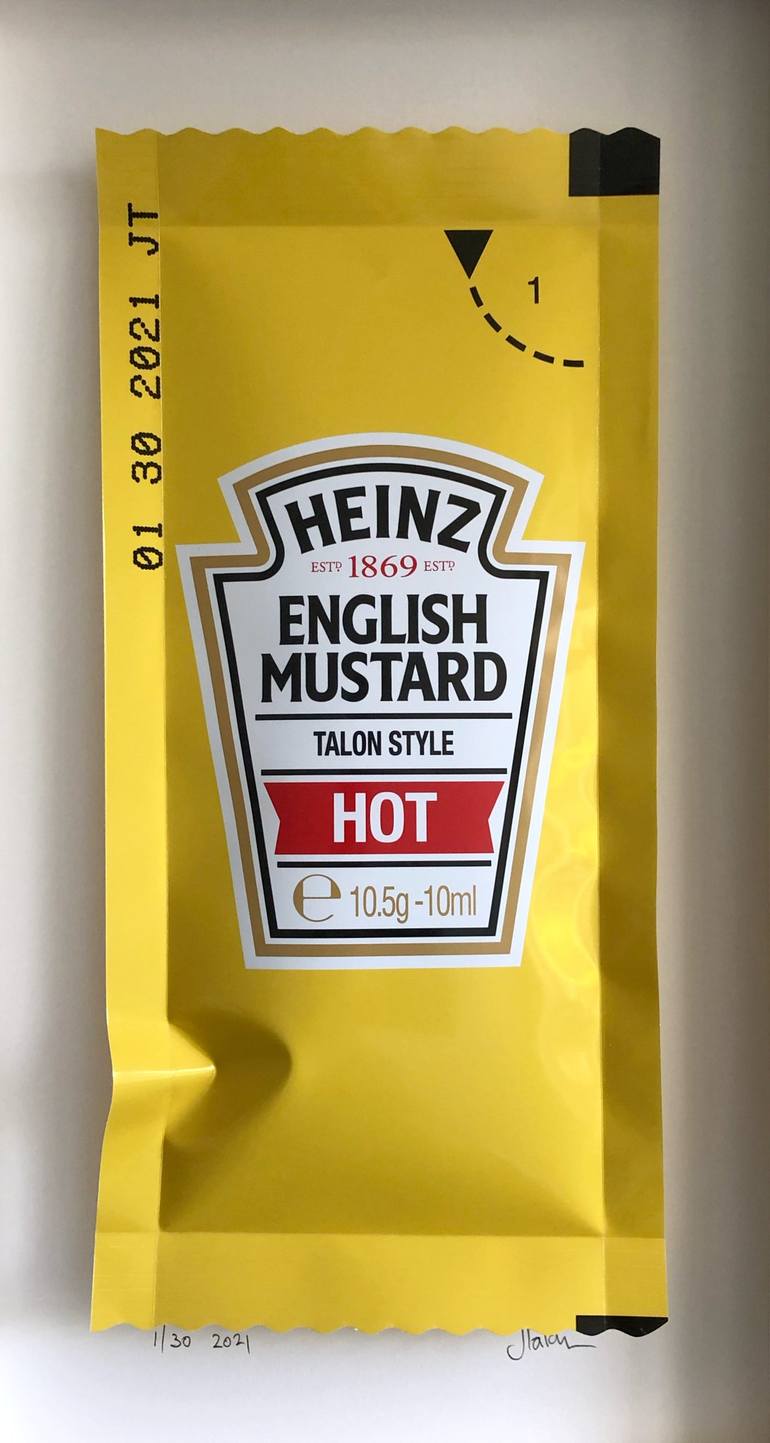 01 30 2021 JT
1
HEINZ
ESTD 1869 ESTD
ENGLISH
MUSTARD
TALON STYLE
HOT
e 10.5g-10ml
1/30 2021